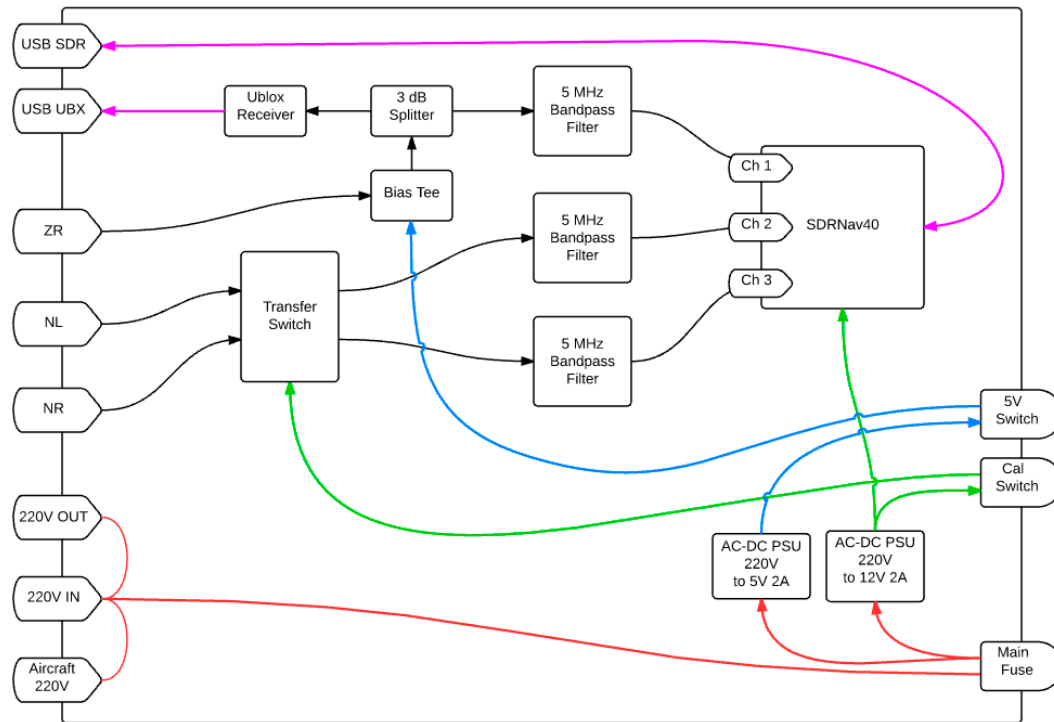 USB SDR
USB UBX
Ublox
Receiver
3 dB
Splitter
5 MHz
Bandpass
Filter
Ch 1
Bias Tee
ZR
5 MHz
Bandpass
Filter
Ch 2
SDRNav40
Ch 3
Transfer
Switch
NL
5 MHz
Bandpass
Filter
NR
5V
Switch
Cal
Switch
220V OUT
AC-DC PSU
220V
to 5V 2A
AC-DC PSU
220V
to 12V 2A
220V IN
Aircraft
220V
Main
Fuse